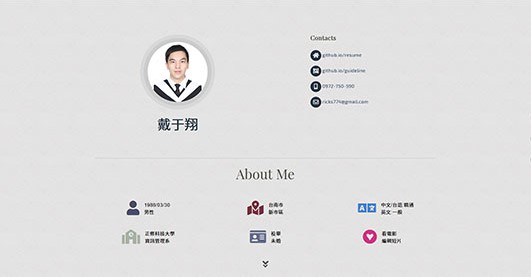 Contacts
github.io/resume
github.io/guideline
0972-750-590
ricks774@gmail.com
戴于翔
About Me
1989/03/30
男性
台南市
新市區
中文/台語:精通
英文:一般
正修科技大學
資訊管理系
役畢
未婚
看電影
編輯短片